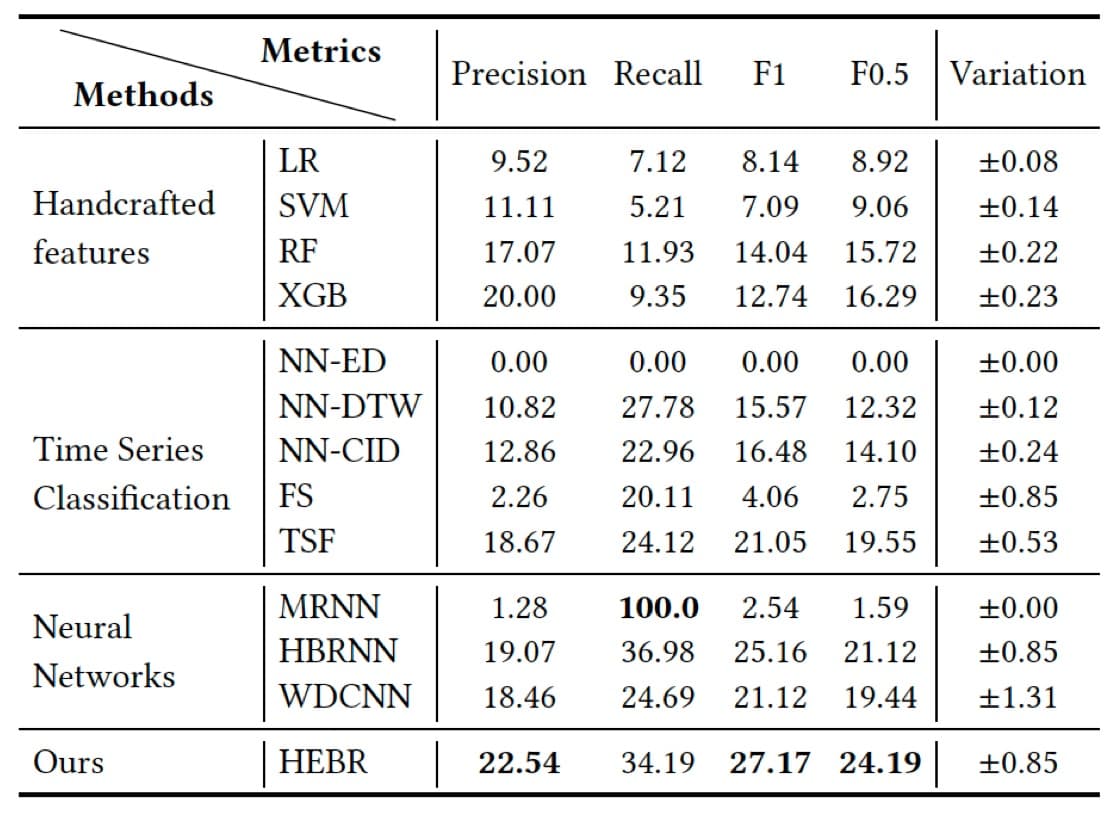 Metrics
Methods Precision Recall F1 F0.5 Variation
Handcrafted features
LR 9.52 7.12 8.14 8.92 ±0.08
SVM 11.11 5.21 7.09 9.06 ±0.14
RF 17.07 11.93 14.04 15.72 ±0.22
XGB 20.00 9.35 12.74 16.29 ±0.23
Time Series Classification
NN-ED 0.00 0.00 0.00 0.00 ±0.00
NN-DTW 10.82 27.78 15.57 12.32 ±0.12
NN-CID 12.86 22.96 16.48 14.10 ±0.24
FS 2.26 20.11 4.06 2.75 ±0.85
TSF 18.67 24.12 21.05 19.55 ±0.53
Neural Networks
MRNN 1.28 100.0 2.54 1.59 ±0.00
HBRNN 19.07 36.98 25.16 21.12 ±0.85
WDCNN 18.46 24.69 21.12 19.44 ±1.31
Ours HEBR 22.54 34.19 27.17 24.19 ±0.85